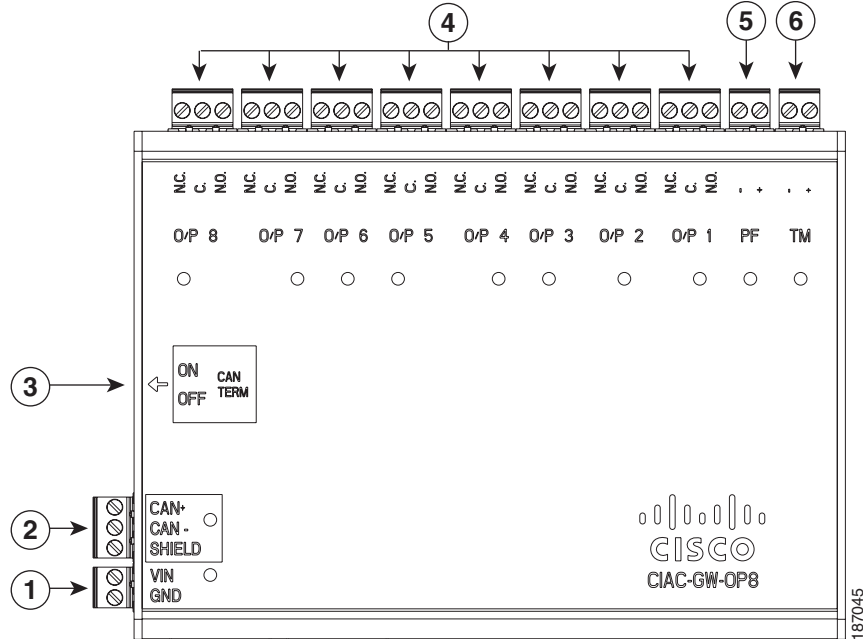 4 5 6
N.C. C. N.O. N.C. C. N.O. N.C. C. N.O. N.C. C. N.O. N.C. C. N.O. N.C. C. N.O. N.C. C. N.O. N.C. C. N.O. - + - +
O/P 8 O/P 7 O/P 6 O/P 5 O/P 4 O/P 3 O/P 2 O/P 1 PF TM
3
ON
OFF
CAN
TERM
2
CAN+
CAN -
SHIELD
1
VIN
GND
CISCO
CIAC-GW-OP8
187045